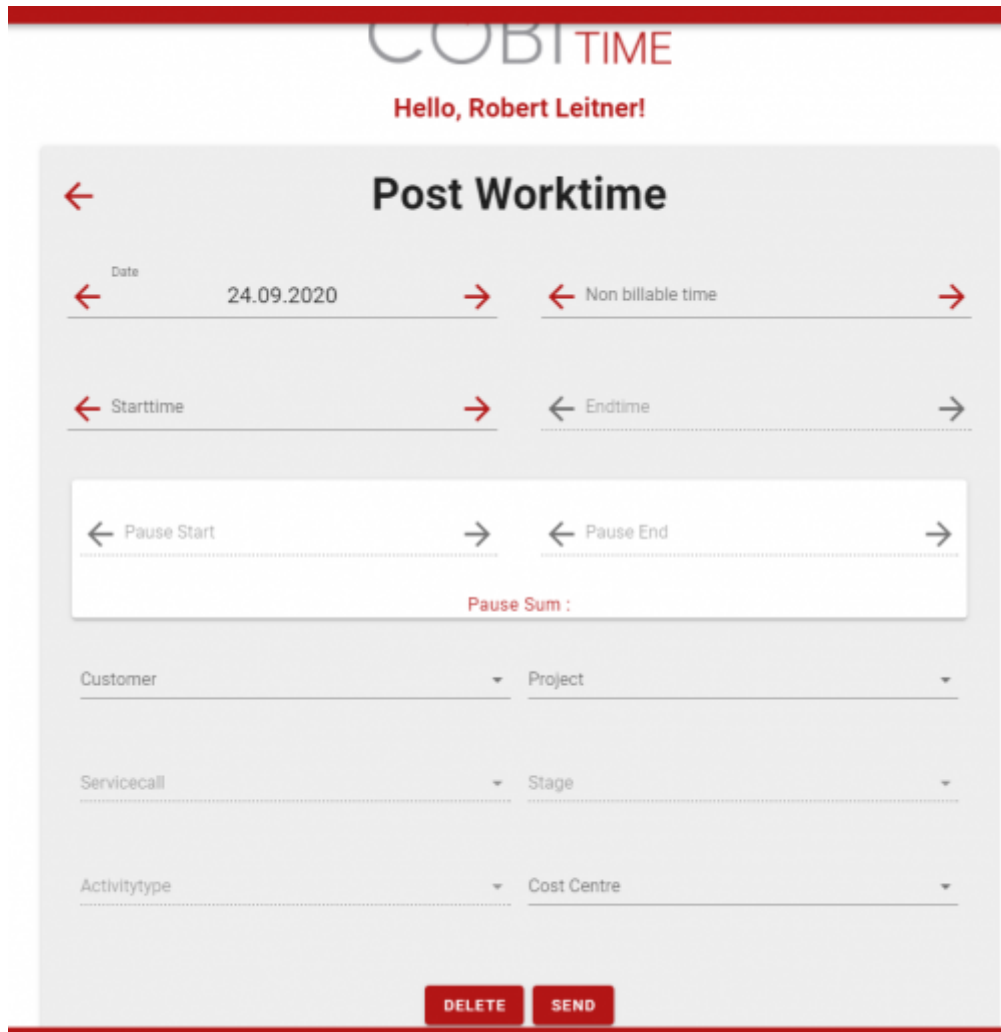 COBI TIME
Hello, Robert Leitner!
Post Worktime
Date
24.09.2020
Non billable time
Starttime
Endtime
Pause Start
Pause End
Pause Sum :
Customer
Project
Servicecall
Stage
Activitytype
Cost Centre
DELETE
SEND